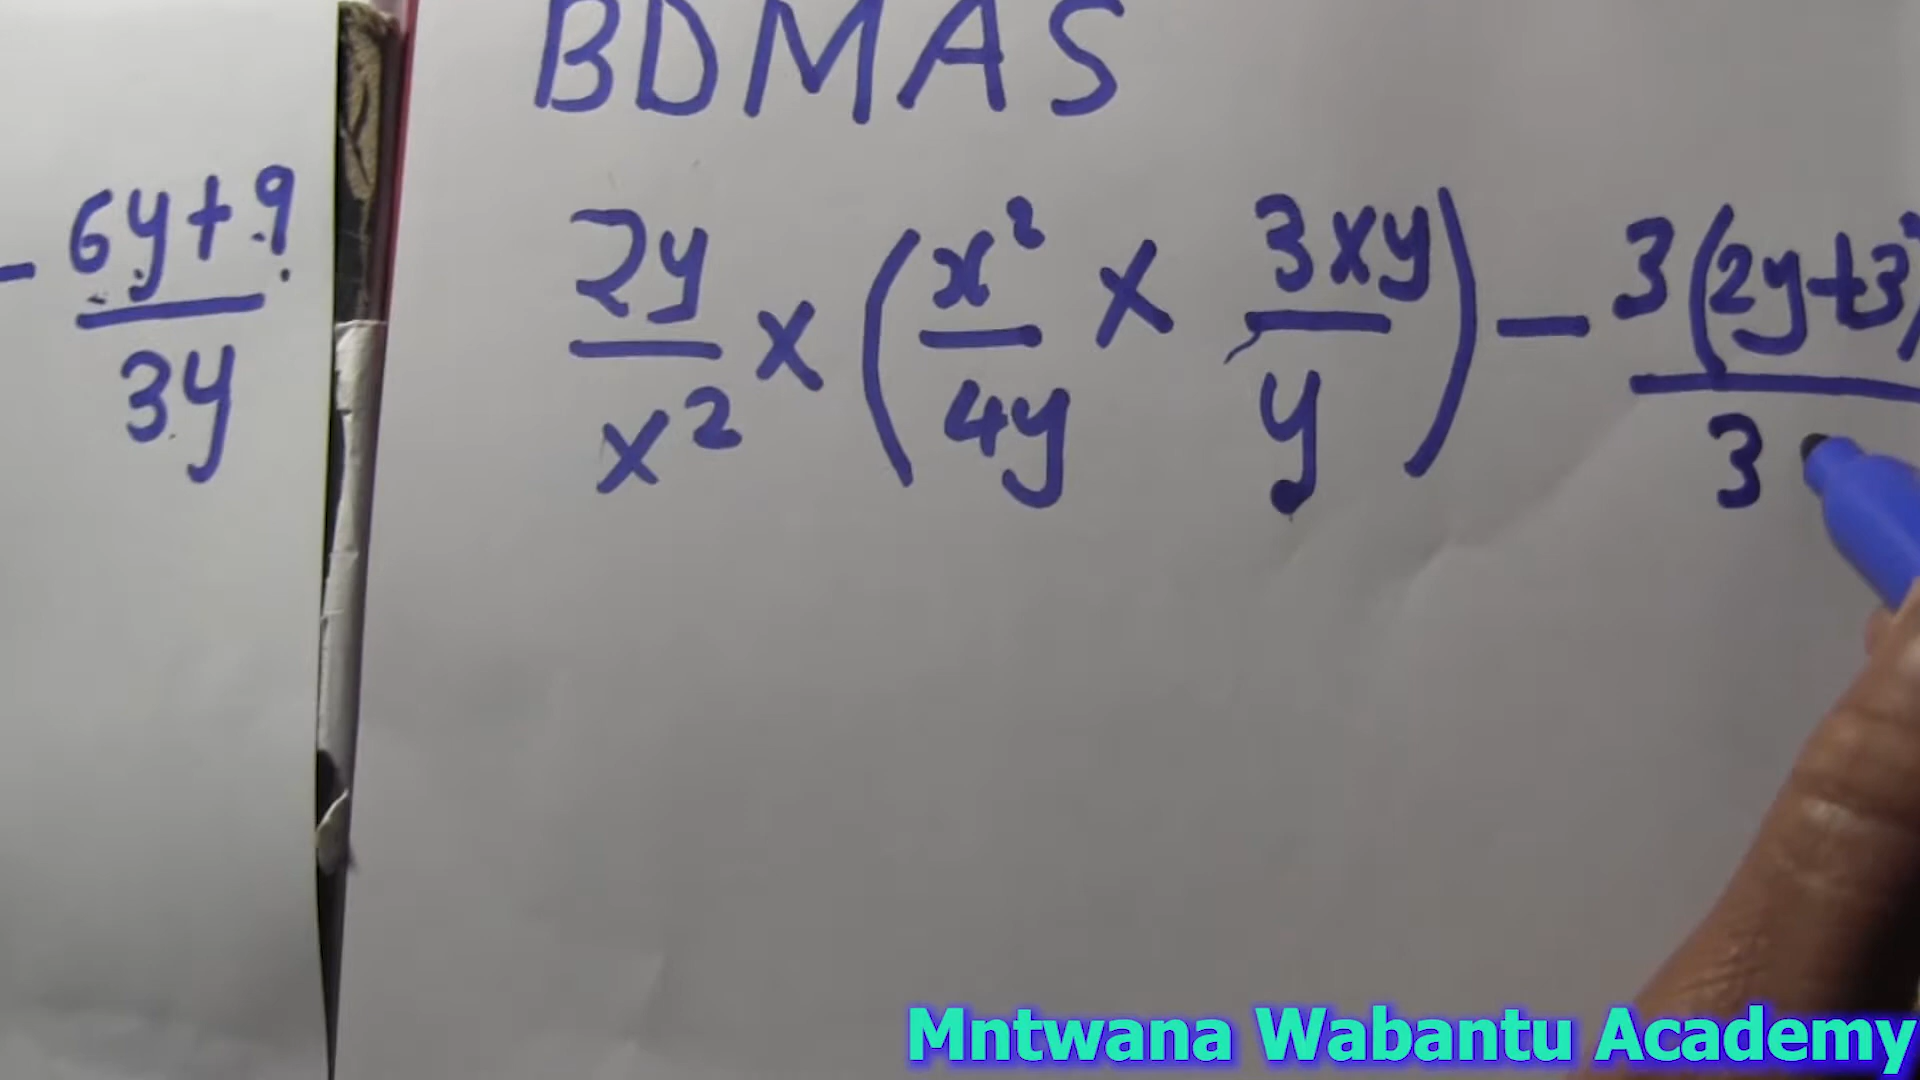 BDMAS
- 6y+9
3y
2y/x² x (x²/4y x 3xy/y) - 3(2y+3)/3
Mntwana Wabantu Academy